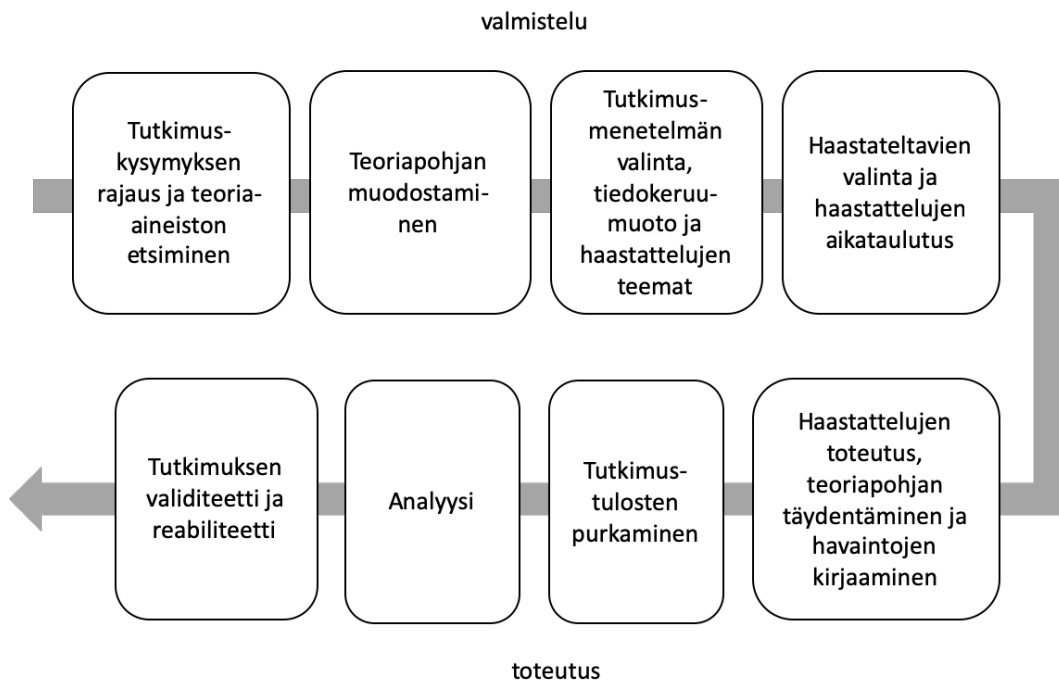 valmistelu
Tutkimus-
kysymyksen
rajaus ja teoria-
aineiston
etsiminen
Teoriapohjan
muodostami-
nen
Tutkimus-
menetelmän
valinta,
tiedokeruu-
muoto ja
haastattelujen
teemat
Haastateltavien
valinta ja
haastattelujen
aikataulutus
Haastattelujen
toteutus,
teoriapohjan
täydentäminen ja
havaintojen
kirjaaminen
Tutkimus-
tulosten
purkaminen
Analyysi
Tutkimuksen
validiteetti ja
reabiliteetti
toteutus